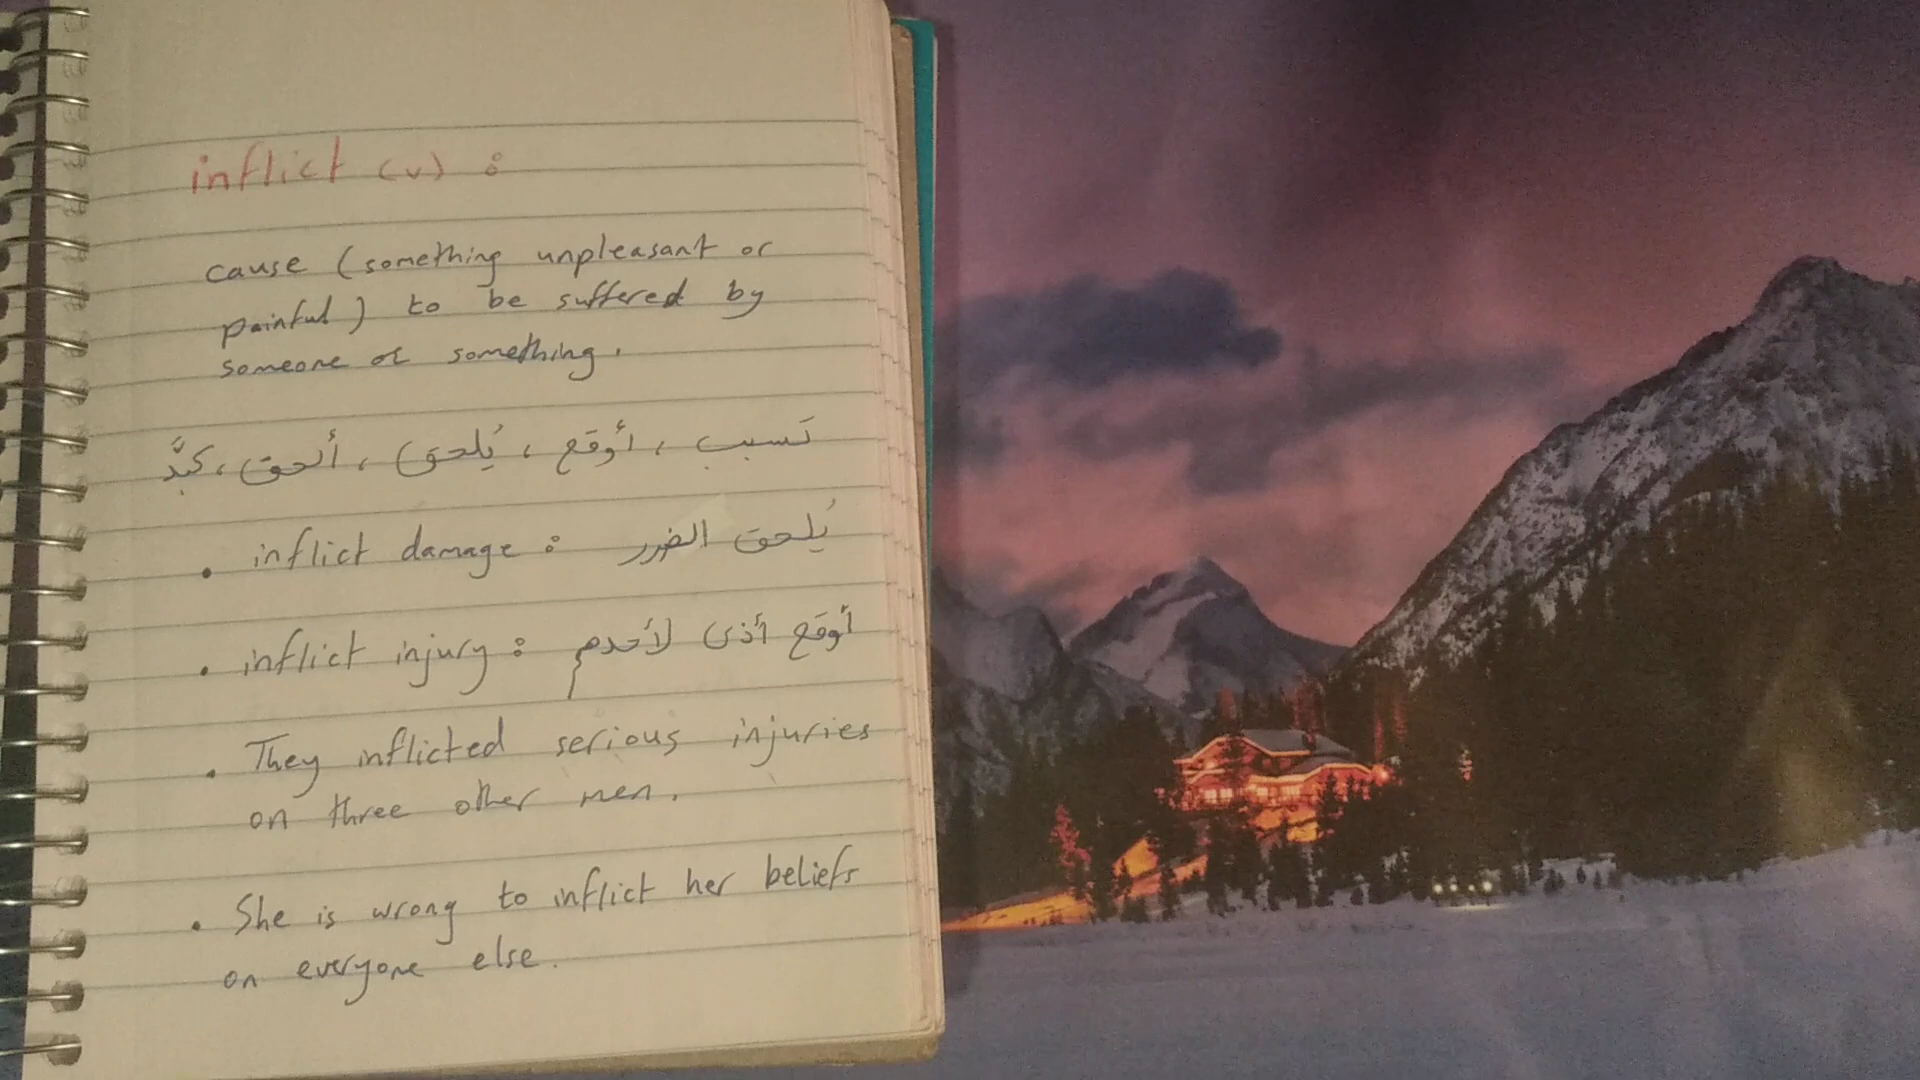 inflict (v) :
cause (something unpleasant or
painful) to be suffered by
someone or something.
تَسبب ، أوقع ، يُلحق ، ألحق ، كبَّد
. inflict damage : يُلحق الضرر
. inflict injury : أوقع أذى لأحدهم
. They inflicted serious injuries
on three other men.
. She is wrong to inflict her beliefs
on everyone else.